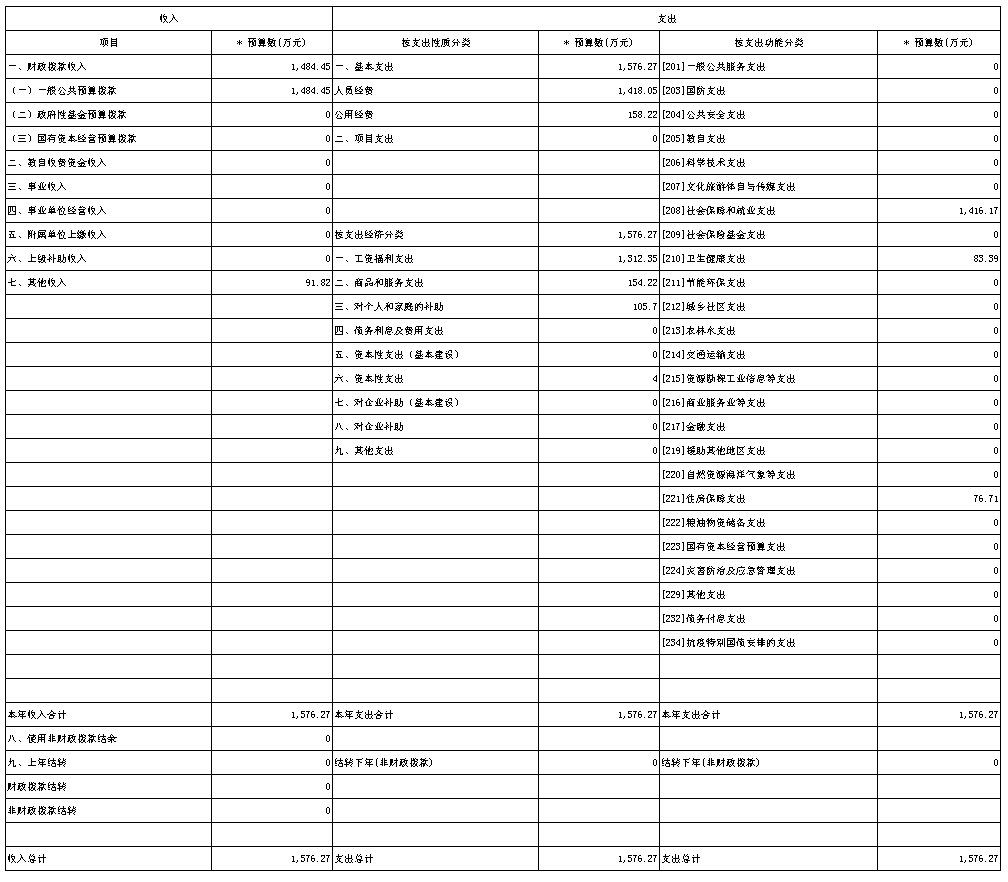 收入 支出
项目 * 预算数(万元) 按支出性质分类 * 预算数(万元) 按支出功能分类 * 预算数(万元)
一、财政拨款收入 1,484.45 一、基本支出 1,576.27 [201]一般公共服务支出 0
（一）一般公共预算拨款 1,484.45 人员经费 1,418.05 [203]国防支出 0
（二）政府性基金预算拨款 0 公用经费 158.22 [204]公共安全支出 0
（三）国有资本经营预算拨款 0 二、项目支出 0 [205]教育支出 0
二、教育收费资金收入 0 [206]科学技术支出 0
三、事业收入 0 [207]文化旅游体育与传媒支出 0
四、事业单位经营收入 0 [208]社会保障和就业支出 1,416.17
五、附属单位上缴收入 0 按支出经济分类 1,576.27 [209]社会保险基金支出 0
六、上级补助收入 0 一、工资福利支出 1,312.35 [210]卫生健康支出 83.39
七、其他收入 91.82 二、商品和服务支出 154.22 [211]节能环保支出 0
三、对个人和家庭的补助 105.7 [212]城乡社区支出 0
四、债务利息及费用支出 0 [213]农林水支出 0
五、资本性支出（基本建设） 0 [214]交通运输支出 0
六、资本性支出 4 [215]资源勘探工业信息等支出 0
七、对企业补助（基本建设） 0 [216]商业服务业等支出 0
八、对企业补助 0 [217]金融支出 0
九、其他支出 0 [219]援助其他地区支出 0
[220]自然资源海洋气象等支出 0
[221]住房保障支出 76.71
[222]粮油物资储备支出 0
[223]国有资本经营预算支出 0
[224]灾害防治及应急管理支出 0
[229]其他支出 0
[232]债务付息支出 0
[234]抗疫特别国债安排的支出 0
本年收入合计 1,576.27 本年支出合计 1,576.27 本年支出合计 1,576.27
八、使用非财政拨款结余 0
九、上年结转 0 结转下年(非财政拨款) 0 结转下年(非财政拨款) 0
财政拨款结转 0
非财政拨款结转 0
收入总计 1,576.27 支出总计 1,576.27 支出总计 1,576.27